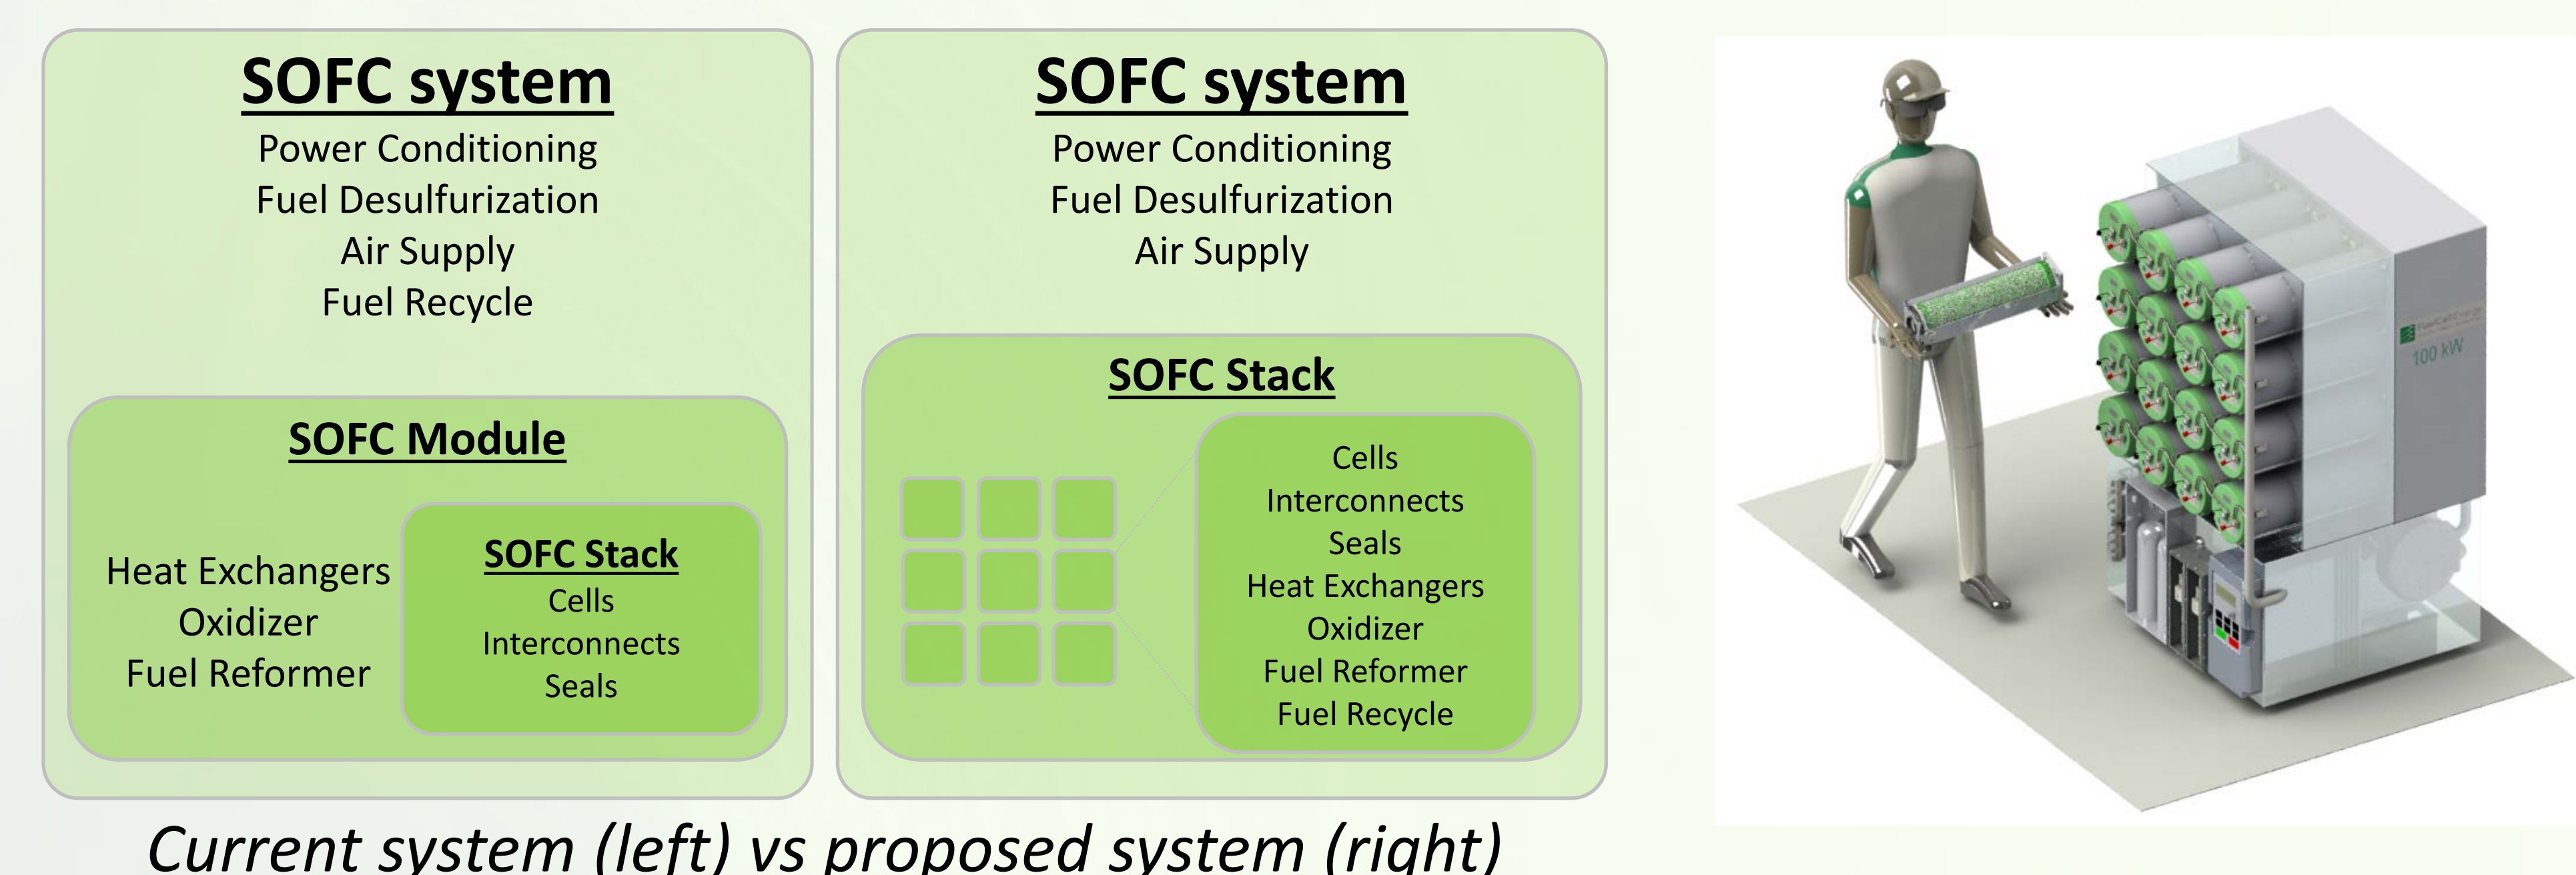 SOFC system
Power Conditioning
Fuel Desulfurization
Air Supply
Fuel Recycle
SOFC Module
Heat Exchangers
Oxidizer
Fuel Reformer
SOFC Stack
Cells
Interconnects
Seals
SOFC system
Power Conditioning
Fuel Desulfurization
Air Supply
SOFC Stack
Cells
Interconnects
Seals
Heat Exchangers
Oxidizer
Fuel Reformer
Fuel Recycle
Current system (left) vs proposed system (right)
FuelCell Energy
100 kW